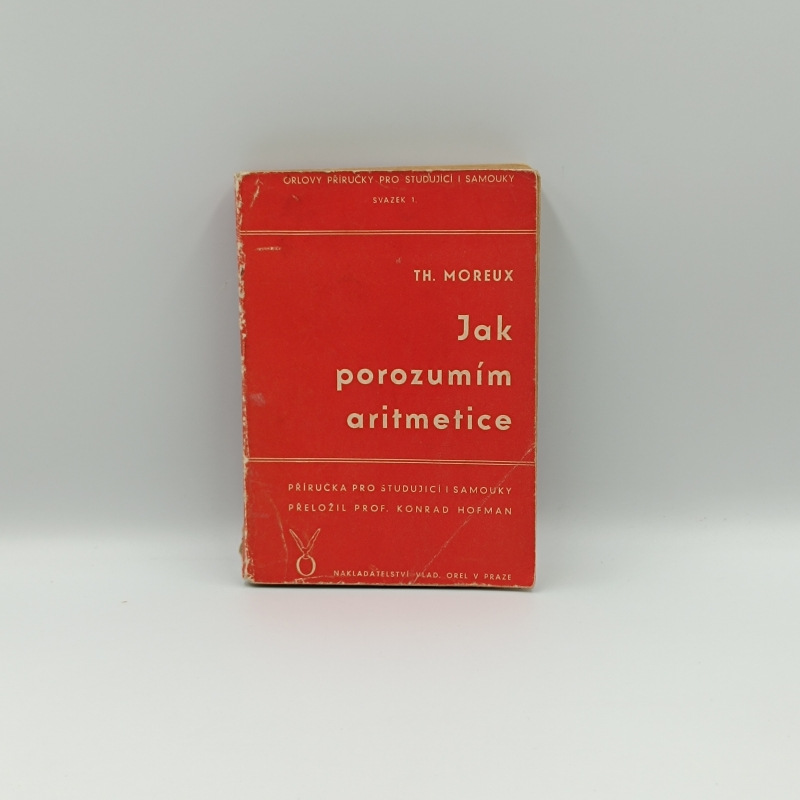 ORLOVY PŘÍRUČKY PRO STUDUJÍCÍ I SAMOUKY
SVAZEK 1.
TH. MOREUX
Jak
porozumím
aritmetice
PŘÍRUČKA PRO STUDUJÍCÍ I SAMOUKY
PŘELOŽIL PROF. KONRAD HOFMAN
O
NAKLADATELSTVÍ VLAD. OREL V PRAZE